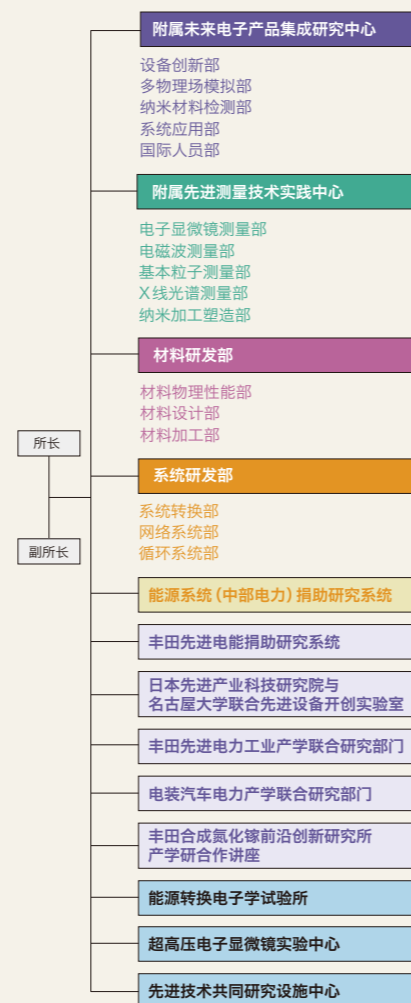 附属未来电子产品集成研究中心
设备创新部
多物理场模拟部
纳米材料检测部
系统应用部
国际人员部
附属先进测量技术实践中心
电子显微镜测量部
电磁波测量部
基本粒子测量部
X线光谱测量部
纳米加工塑造部
材料研发部
材料物理性能部
材料设计部
材料加工部
所长
副所长
系统研发部
系统转换部
网络系统部
循环系统部
能源系统（中部电力）捐助研究系统
丰田先进电能捐助研究系统
日本先进产业科技研究院与
名古屋大学联合先进设备开创实验室
丰田先进电力工业产学联合研究部门
电装汽车电力产学联合研究部门
丰田合成氮化镓前沿创新研究所
产学研合作讲座
能源转换电子学试验所
超高压电子显微镜实验中心
先进技术共同研究设施中心